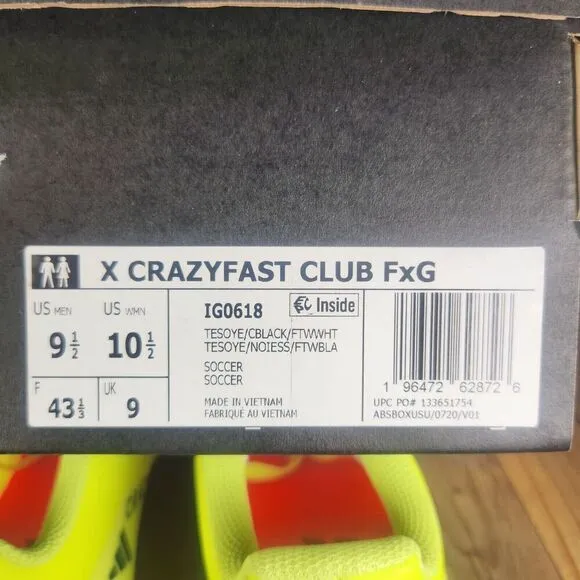 X CRAZYFAST CLUB FxG
US MEN
9 1/2
US WMN
10 1/2
F
43 1/3
UK
9
IG0618
Inside
TESOYE/CBLACK/FTWWHT
TESOYE/NOIESS/FTWBLA
SOCCER
SOCCER
MADE IN VIETNAM
FABRIQUÉ AU VIETNAM
1 96472 62872 6
UPC PO# 133651754
ABSBOXUSU/0720/V01